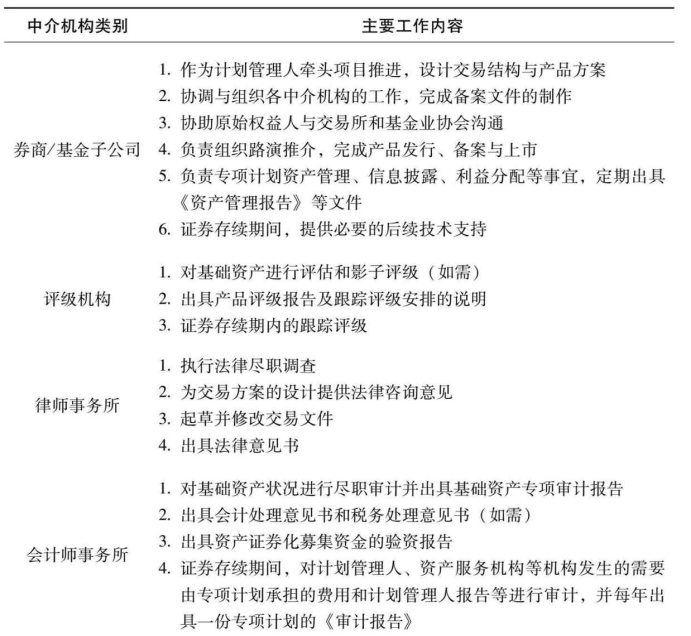 中介机构类别 主要工作内容
1. 作为计划管理人牵头项目推进，设计交易结构与产品方案
2. 协调与组织各中介机构的工作，完成备案文件的制作
3. 协助原始权益人与交易所和基金业协会沟通
券商/基金子公司 4. 负责组织路演推介，完成产品发行、备案与上市
5. 负责专项计划资产管理、信息披露、利益分配等事宜，定期出具
《资产管理报告》等文件
6. 证券存续期间，提供必要的后续技术支持
1. 对基础资产进行评估和影子评级（如需）
评级机构 2. 出具产品评级报告及跟踪评级安排的说明
3. 证券存续期内的跟踪评级
1. 执行法律尽职调查
2. 为交易方案的设计提供法律咨询意见
律师事务所
3. 起草并修改交易文件
4. 出具法律意见书
1. 对基础资产状况进行尽职审计并出具基础资产专项审计报告
2. 出具会计处理意见书和税务处理意见书（如需）
3. 出具资产证券化募集资金的验资报告
会计师事务所
4. 证券存续期间，对计划管理人、资产服务机构等机构发生的需要
由专项计划承担的费用和计划管理人报告等进行审计，并每年出
具一份专项计划的《审计报告》